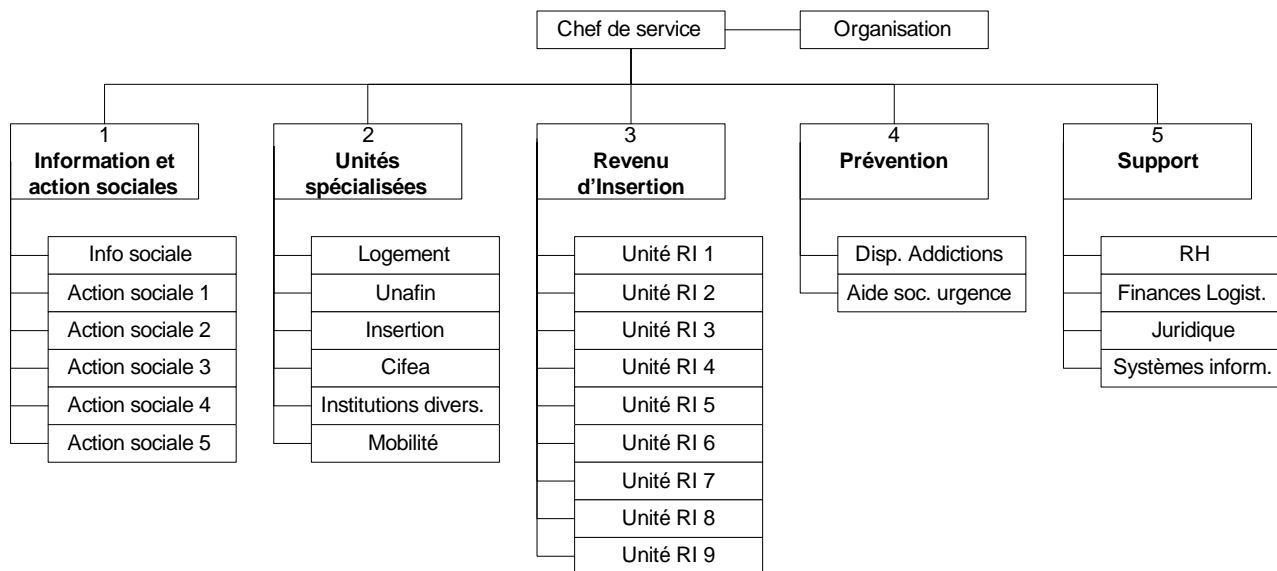 Chef de service
Organisation
1
Information et
action sociales
Info sociale
Action sociale 1
Action sociale 2
Action sociale 3
Action sociale 4
Action sociale 5
2
Unités
spécialisées
Logement
Unafin
Insertion
Cifea
Institutions divers.
Mobilité
3
Revenu
d'Insertion
Unité RI 1
Unité RI 2
Unité RI 3
Unité RI 4
Unité RI 5
Unité RI 6
Unité RI 7
Unité RI 8
Unité RI 9
4
Prévention
Disp. Addictions
Aide soc. urgence
5
Support
RH
Finances Logist.
Juridique
Systèmes inform.